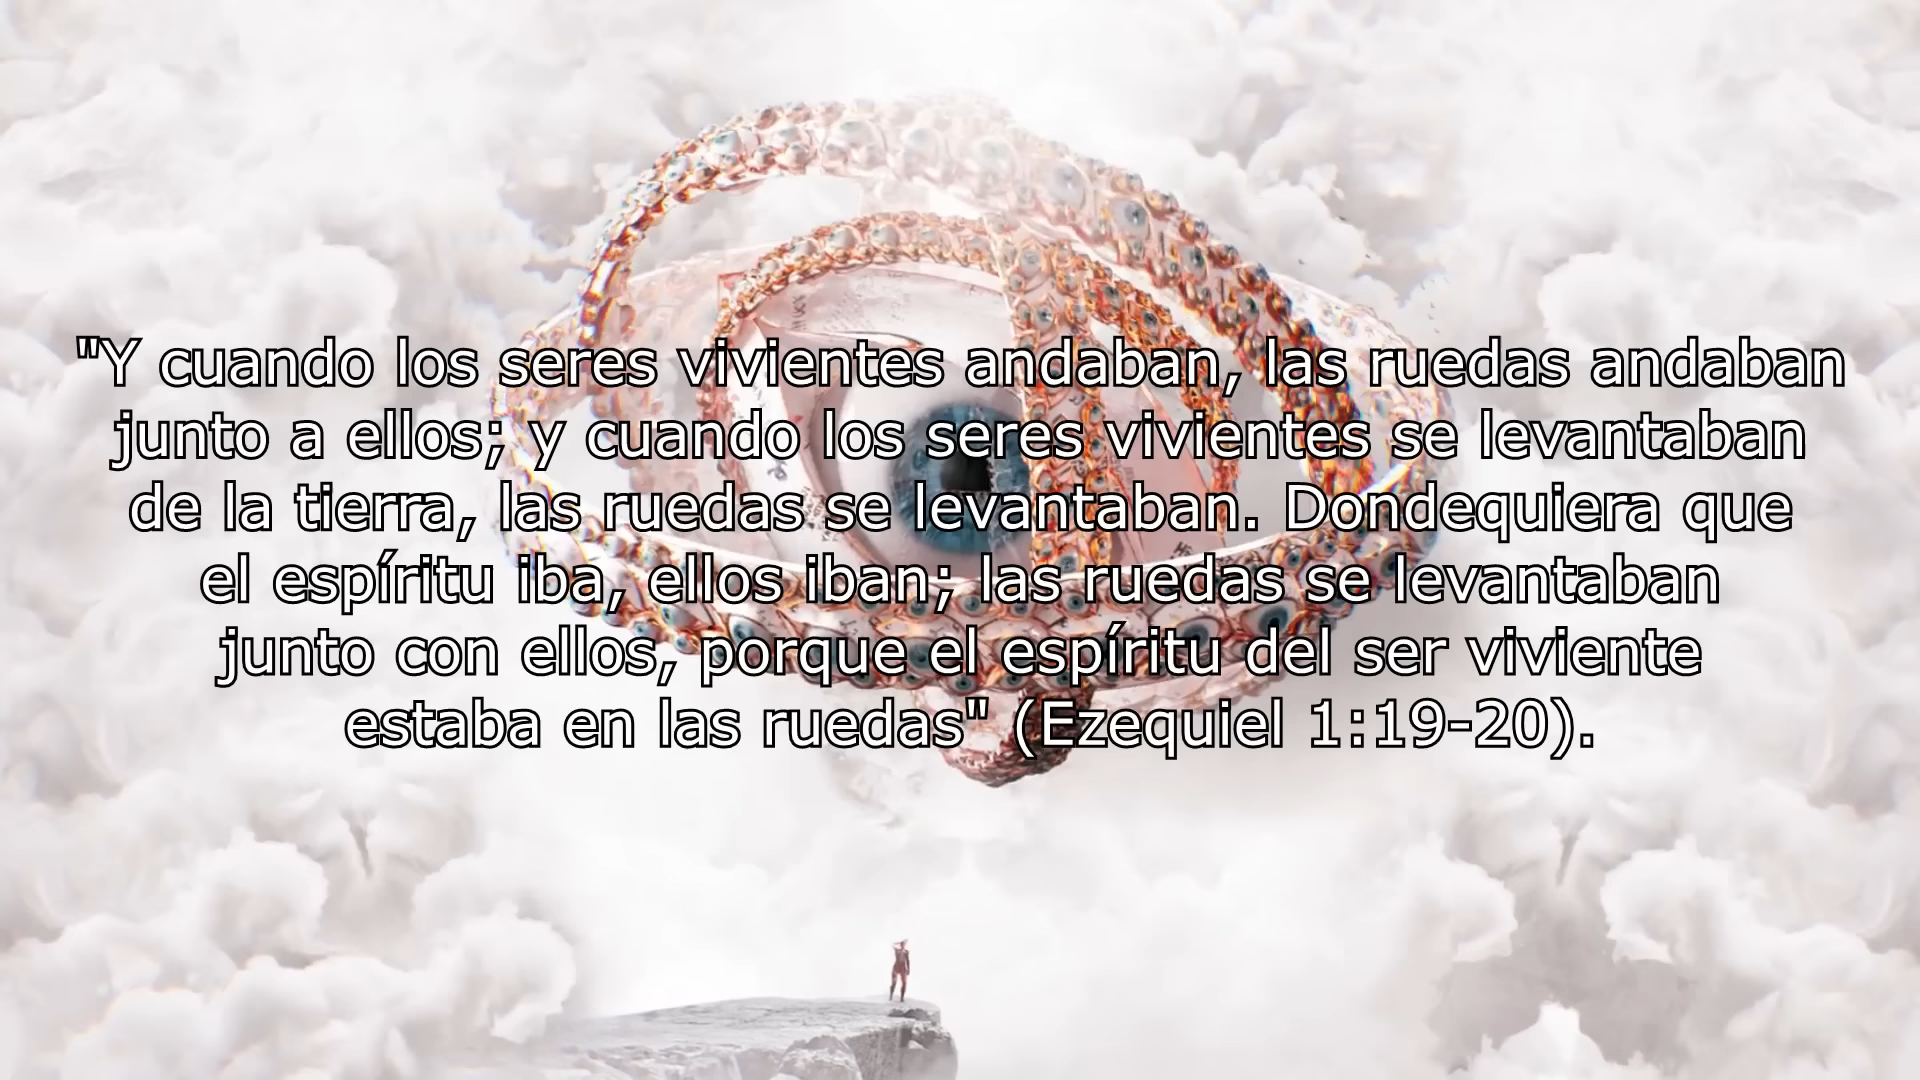 "Y cuando los seres vivientes andaban, las ruedas andaban
junto a ellos; y cuando los seres vivientes se levantaban
de la tierra, las ruedas se levantaban. Dondequiera que
el espíritu iba, ellos iban; las ruedas se levantaban
junto con ellos, porque el espíritu del ser viviente
estaba en las ruedas" (Ezequiel 1:19-20).